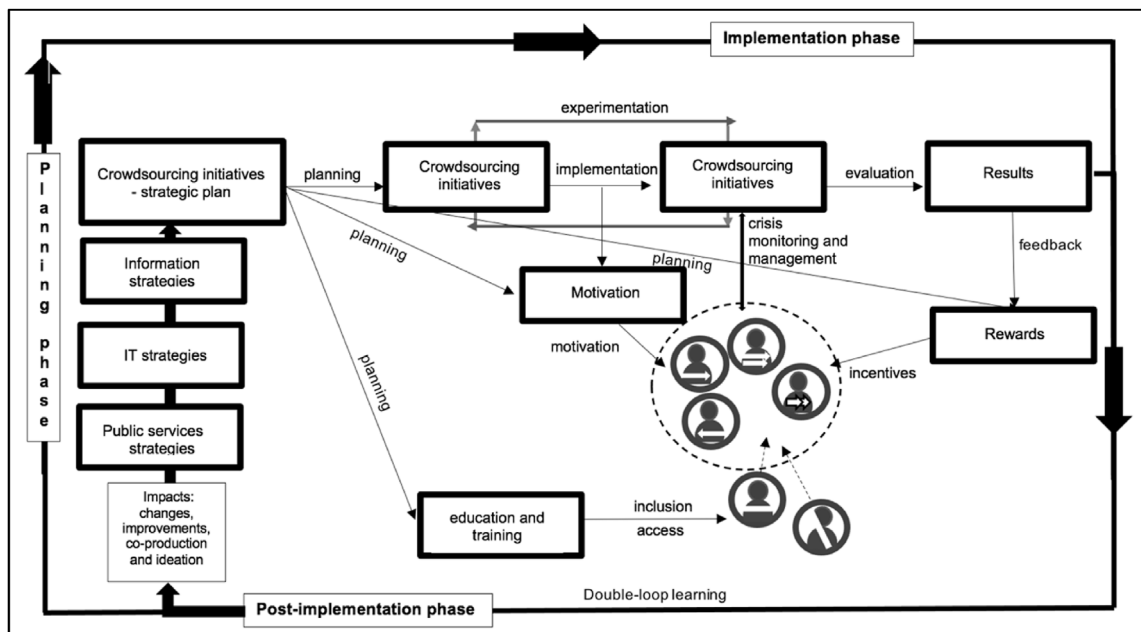 Implementation phase
Planning phase
experimentation
Crowdsourcing initiatives
- strategic plan
planning
Crowdsourcing
initiatives
implementation
Crowdsourcing
initiatives
evaluation
Results
planning
crisis
monitoring and
management
planning
feedback
Information
strategies
Motivation
Rewards
IT strategies
motivation
incentives
planning
Public services
strategies
Impacts:
changes,
improvements,
co-production
and ideation
education and
training
inclusion
access
Double-loop learning
Post-implementation phase